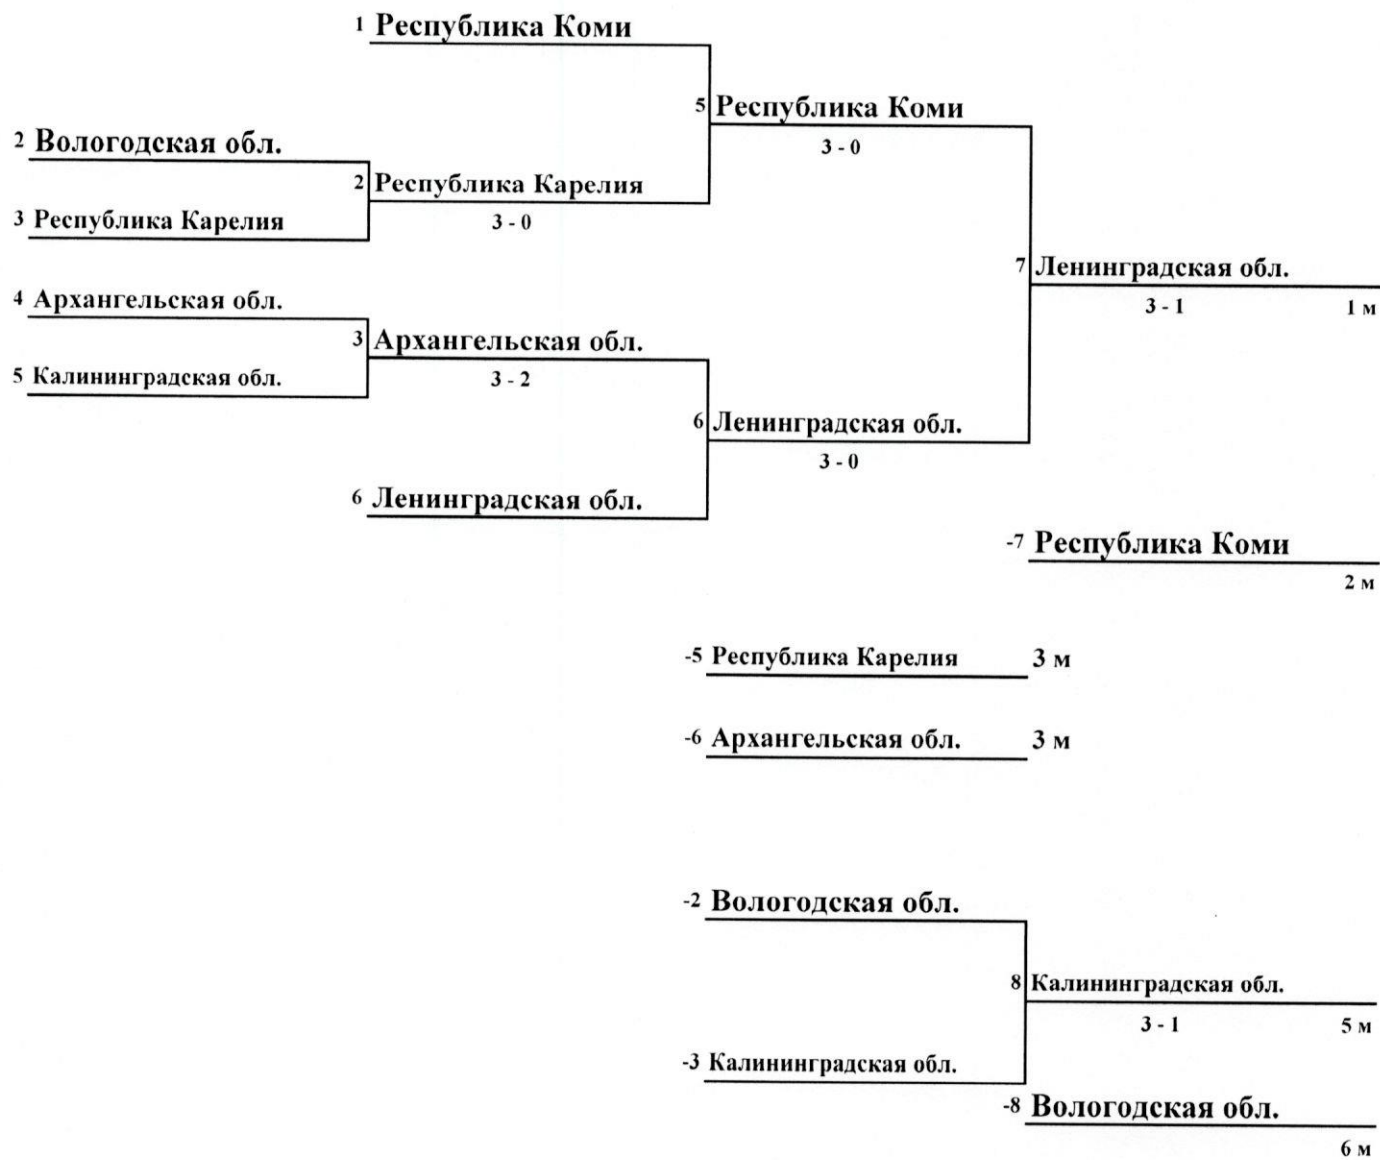 1 Республика Коми
5 Республика Коми
3 - 0
2 Вологодская обл.
2 Республика Карелия
3 - 0
3 Республика Карелия
7 Ленинградская обл.
3 - 1 1 м
4 Архангельская обл.
3 Архангельская обл.
3 - 2
5 Калининградская обл.
6 Ленинградская обл.
3 - 0
6 Ленинградская обл.
-7 Республика Коми
2 м
-5 Республика Карелия 3 м
-6 Архангельская обл. 3 м
-2 Вологодская обл.
8 Калининградская обл.
3 - 1 5 м
-3 Калининградская обл.
-8 Вологодская обл.
6 м